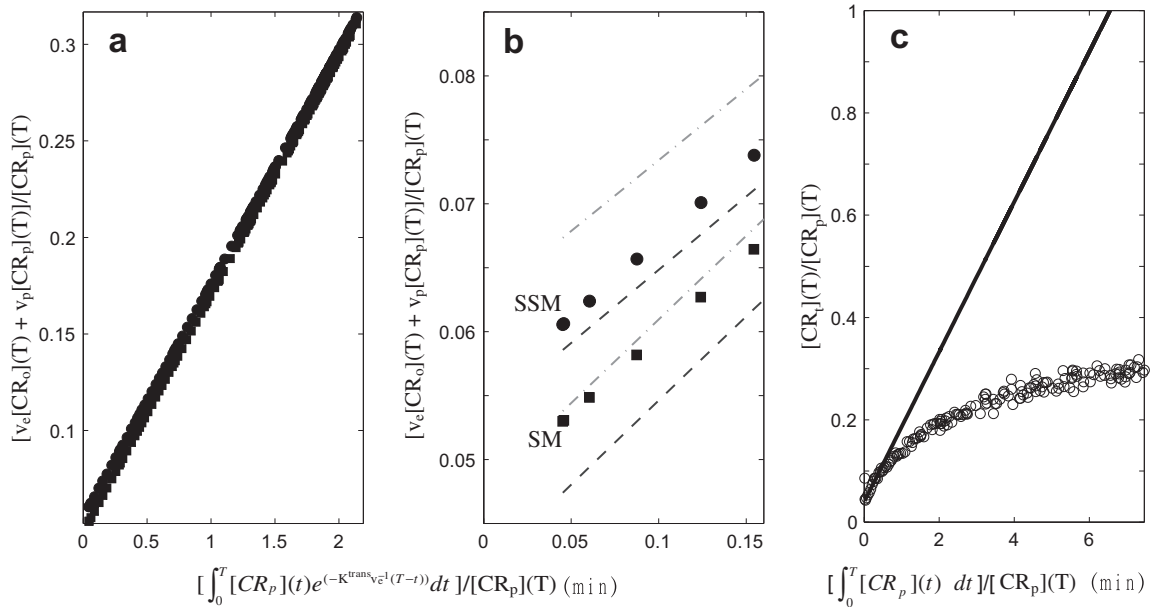 a
0.3
0.25
0.2
0.15
0.1
0
0.5
1
1.5
2
[v_e[CR_o](T) + v_p[CR_p](T)]/[CR_p](T)
b
0.08
0.07
0.06
0.05
0
0.05
0.1
0.15
SSM
SM
[v_e[CR_o](T) + v_p[CR_p](T)]/[CR_p](T)
[∫_0^T [CR_p](t)e^{(-K^{trans}v_e^{-1}(T-t))}dt]/[CR_p](T) (min)
c
1
0.8
0.6
0.4
0.2
0
0
2
4
6
[CR_t](T)/[CR_p](T)
[∫_0^T [CR_p](t) dt]/[CR_p](T) (min)